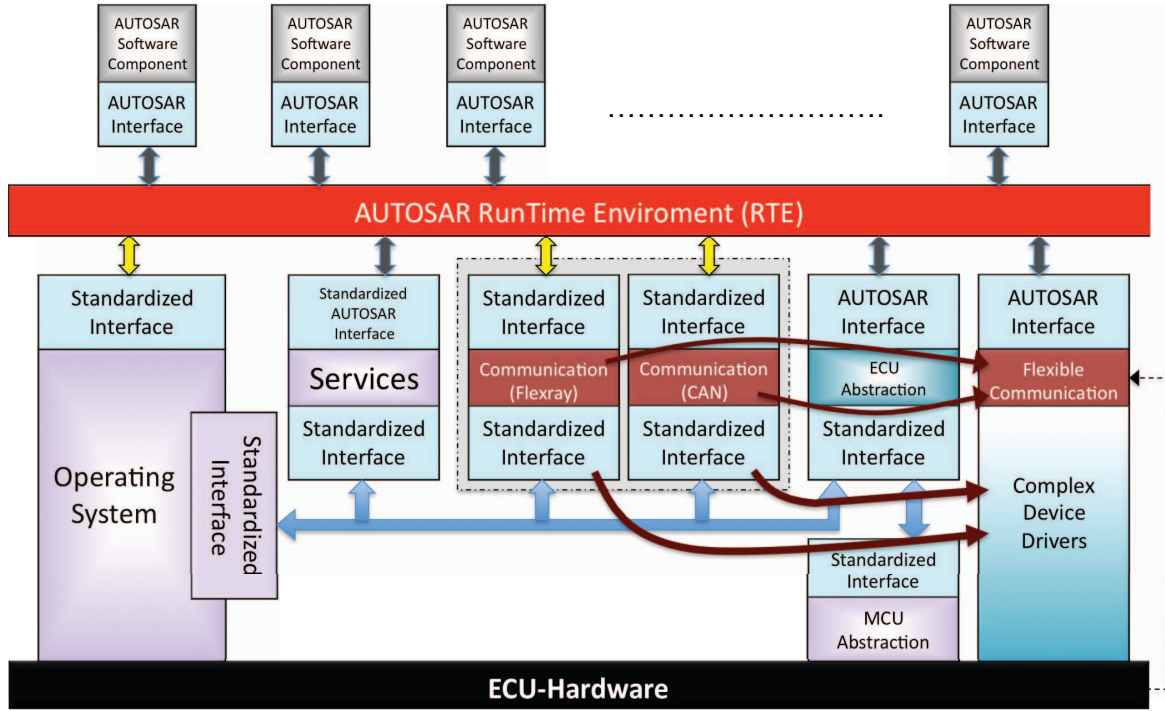 AUTOSAR
Software
Component
AUTOSAR
Interface
AUTOSAR
Software
Component
AUTOSAR
Interface
AUTOSAR
Software
Component
AUTOSAR
Interface
............................
AUTOSAR
Software
Component
AUTOSAR
Interface
AUTOSAR RunTime Enviroment (RTE)
Standardized
Interface
Operating
System
Standardized
Interface
Standardized
AUTOSAR
Interface
Services
Standardized
Interface
Standardized
Interface
Communication
(Flexray)
Standardized
Interface
Standardized
Interface
Communication
(CAN)
Standardized
Interface
AUTOSAR
Interface
ECU
Abstraction
Standardized
Interface
Standardized
Interface
MCU
Abstraction
AUTOSAR
Interface
Flexible
Communication
Complex
Device
Drivers
ECU-Hardware